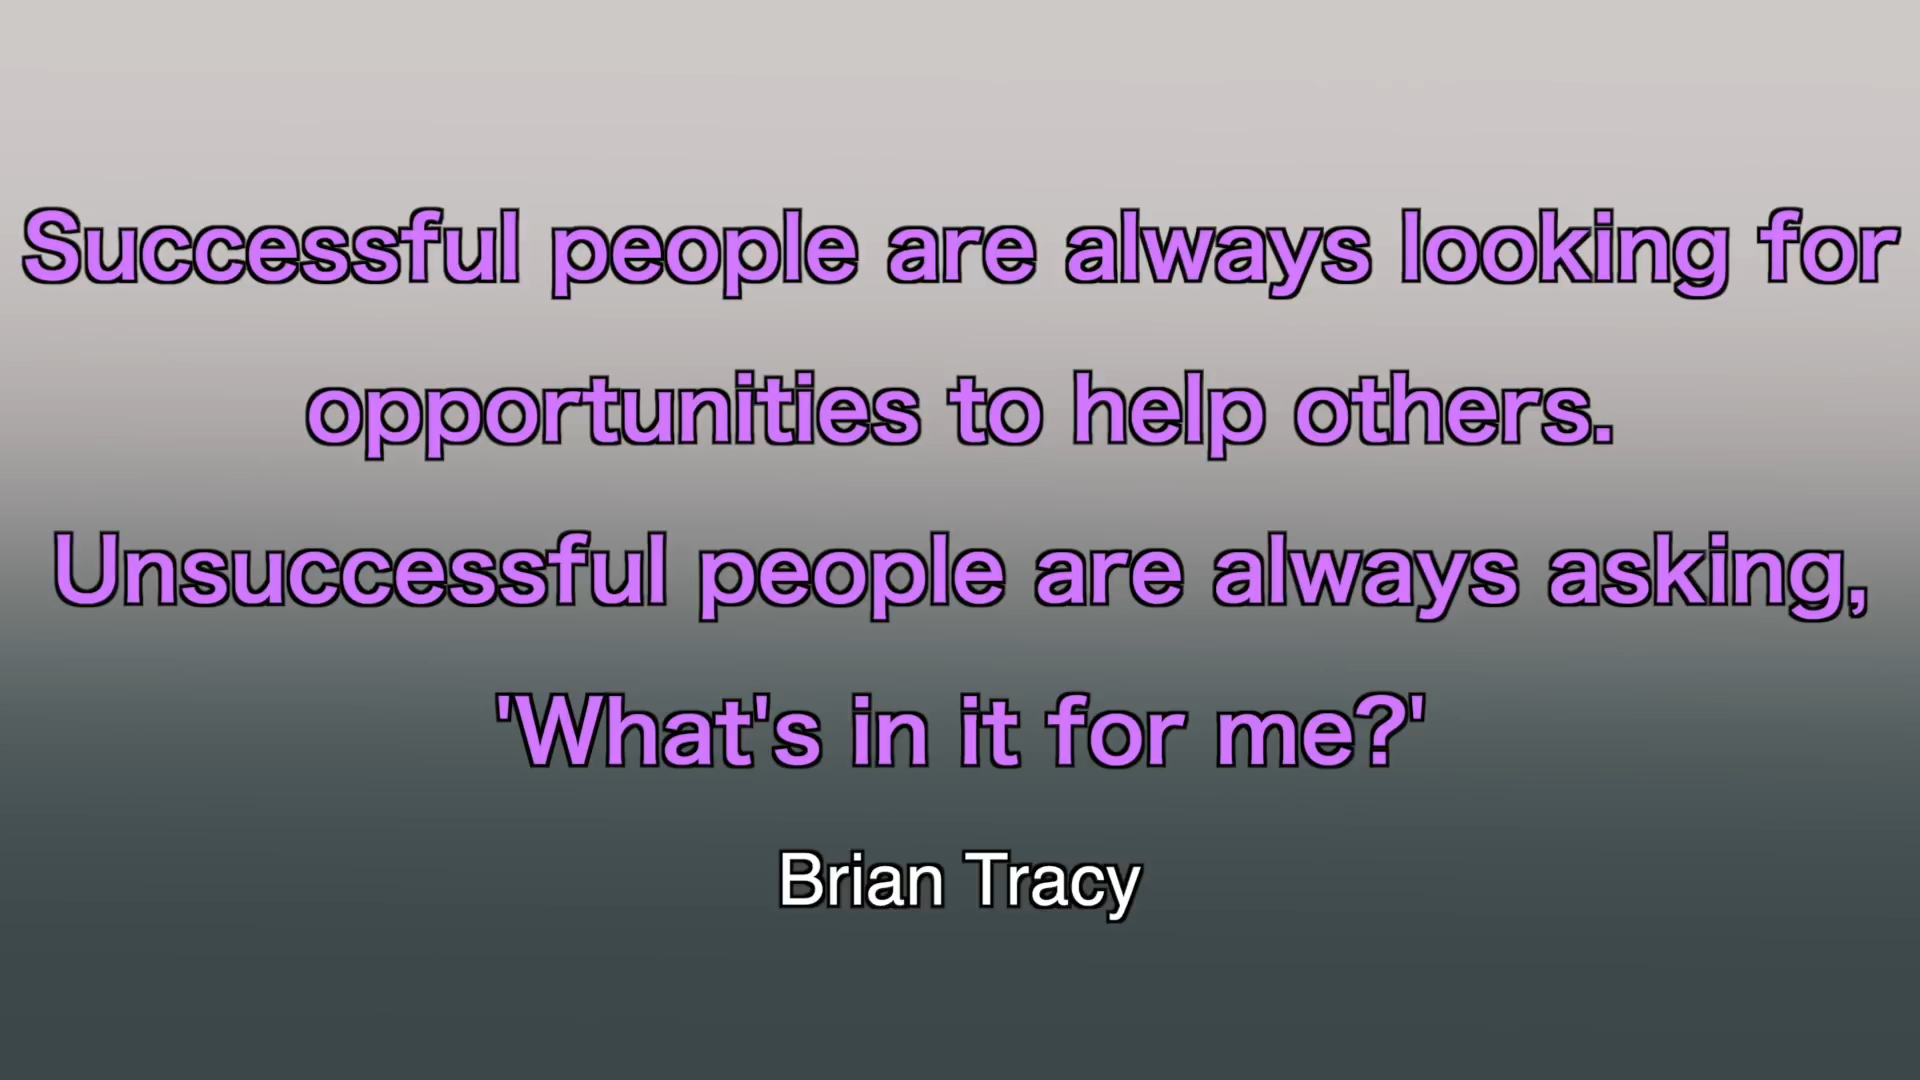 Successful people are always looking for
opportunities to help others.
Unsuccessful people are always asking,
'What's in it for me?'
Brian Tracy